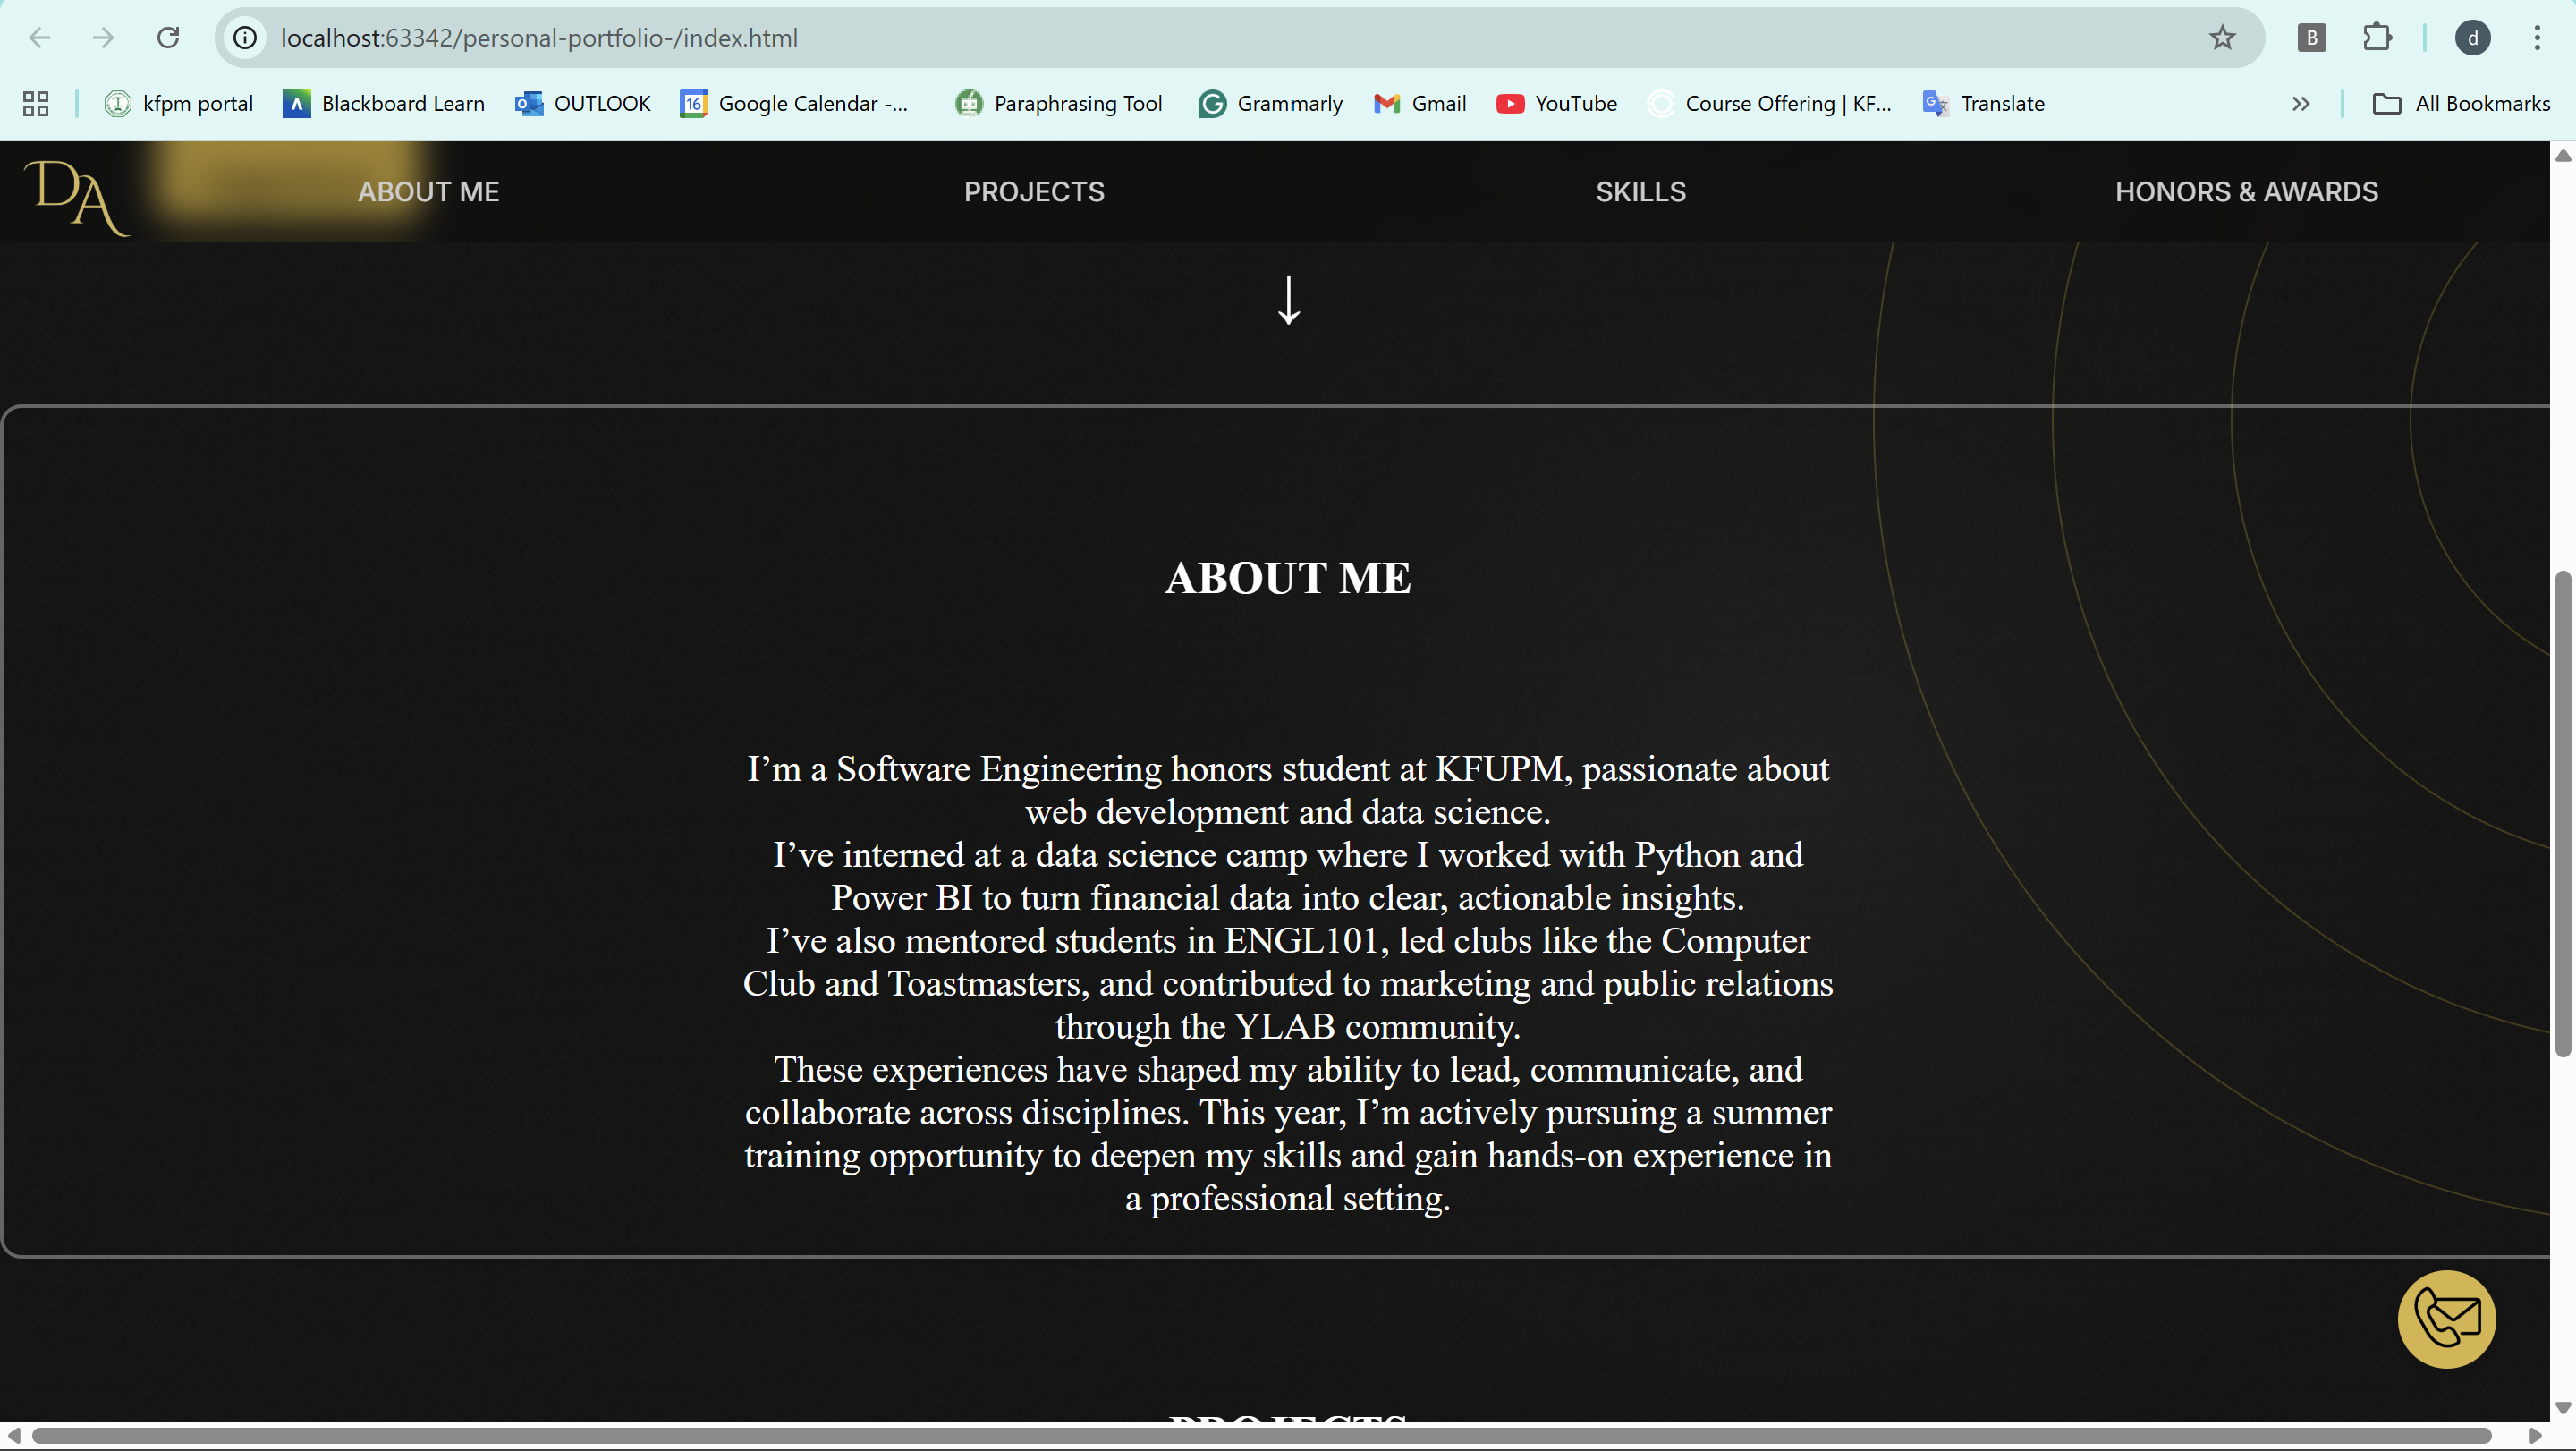 localhost:63342/personal-portfolio-/index.html
B
d
kfpm portal
Blackboard Learn
OUTLOOK
16
Google Calendar -...
Paraphrasing Tool
Grammarly
Gmail
YouTube
Course Offering | KF...
Translate
All Bookmarks
DA
ABOUT ME
PROJECTS
SKILLS
HONORS & AWARDS
ABOUT ME
I’m a Software Engineering honors student at KFUPM, passionate about
web development and data science.
I’ve interned at a data science camp where I worked with Python and
Power BI to turn financial data into clear, actionable insights.
I’ve also mentored students in ENGL101, led clubs like the Computer
Club and Toastmasters, and contributed to marketing and public relations
through the YLAB community.
These experiences have shaped my ability to lead, communicate, and
collaborate across disciplines. This year, I’m actively pursuing a summer
training opportunity to deepen my skills and gain hands-on experience in
a professional setting.
PROJECTS